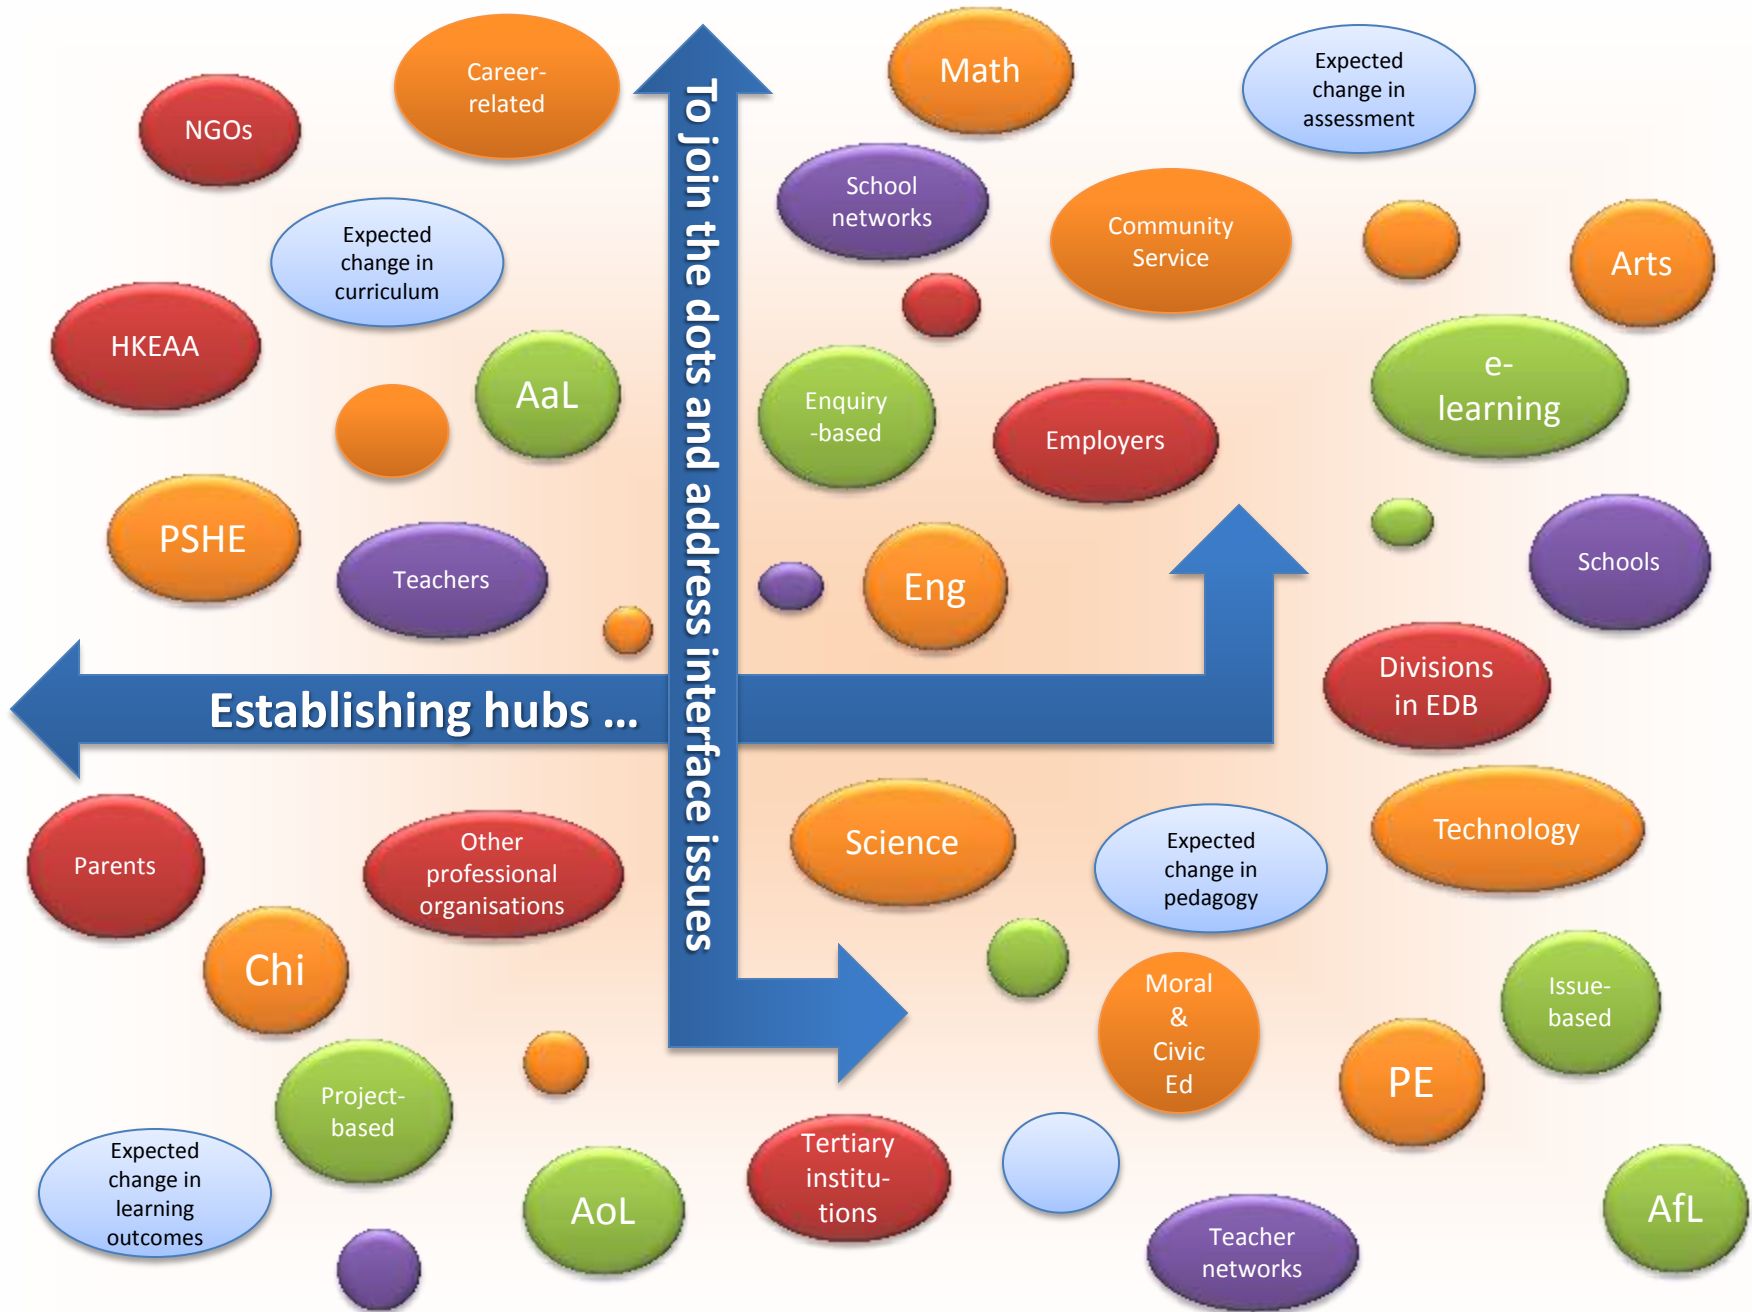 Career-
related
Math
Expected
change in
assessment
NGOs
School
networks
Community
Service
Expected
change in
curriculum
Arts
HKEAA
AaL
Enquiry
-based
Employers
e-
learning
PSHE
Teachers
Eng
Schools
To join the dots and address interface issues
Establishing hubs ...
Divisions
in EDB
Parents
Other
professional
organisations
Science
Expected
change in
pedagogy
Technology
Chi
Moral
&
Civic
Ed
Issue-
based
Project-
based
PE
Expected
change in
learning
outcomes
AoL
Tertiary
institu-
tions
Teacher
networks
AfL